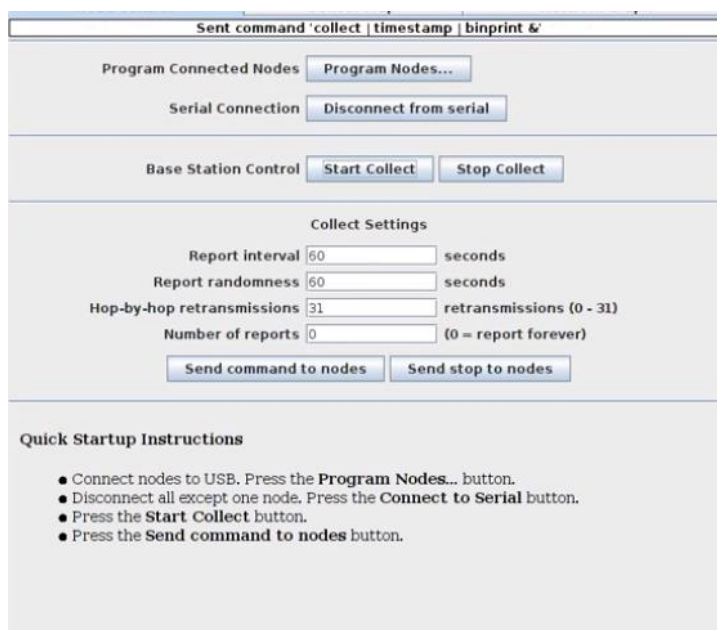 Sent command 'collect | timestamp | binprint &'
Program Connected Nodes Program Nodes...
Serial Connection Disconnect from serial
Base Station Control Start Collect Stop Collect
Collect Settings
Report interval 60 seconds
Report randomness 60 seconds
Hop-by-hop retransmissions 31 retransmissions (0 - 31)
Number of reports 0 (0 = report forever)
Send command to nodes Send stop to nodes
Quick Startup Instructions
● Connect nodes to USB. Press the Program Nodes... button.
● Disconnect all except one node. Press the Connect to Serial button.
● Press the Start Collect button.
● Press the Send command to nodes button.